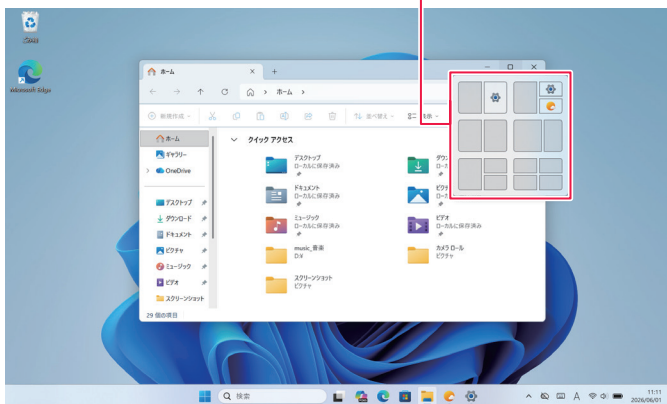 ごみ箱
Microsoft Edge
ホーム
ホーム
新規作成
並べ替え
表示
ホーム
ギャラリー
OneDrive
デスクトップ
ダウンロード
ドキュメント
ピクチャ
ミュージック
ビデオ
スクリーンショット
クイック アクセス
デスクトップ
ローカルに保存済み
ドキュメント
ローカルに保存済み
ピクチャ
ミュージック
ローカルに保存済み
ビデオ
ローカルに保存済み
music_音楽
D:¥
カメラ ロール
ピクチャ
スクリーンショット
ピクチャ
29 個の項目
検索
A
11:11
2026/06/01